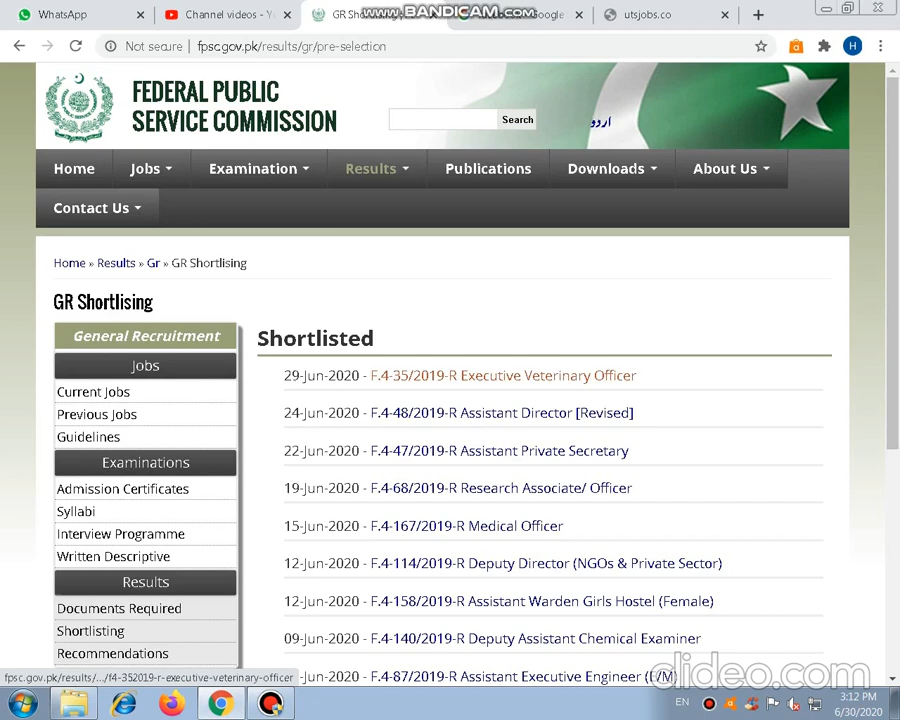 WhatsApp
Channel videos - Y
GR Sh
www.BANDICAM.com
oogle
utsjobs.co
Not secure | fpsc.gov.pk/results/gr/pre-selection
H
FEDERAL PUBLIC
SERVICE COMMISSION
Search
اردو
Home
Jobs
Examination
Results
Publications
Downloads
About Us
Contact Us
Home » Results » Gr » GR Shortlising
GR Shortlising
General Recruitment
Jobs
Current Jobs
Previous Jobs
Guidelines
Examinations
Admission Certificates
Syllabi
Interview Programme
Written Descriptive
Results
Documents Required
Shortlisting
Recommendations
Shortlisted
29-Jun-2020 - F.4-35/2019-R Executive Veterinary Officer
24-Jun-2020 - F.4-48/2019-R Assistant Director [Revised]
22-Jun-2020 - F.4-47/2019-R Assistant Private Secretary
19-Jun-2020 - F.4-68/2019-R Research Associate/ Officer
15-Jun-2020 - F.4-167/2019-R Medical Officer
12-Jun-2020 - F.4-114/2019-R Deputy Director (NGOs & Private Sector)
12-Jun-2020 - F.4-158/2019-R Assistant Warden Girls Hostel (Female)
09-Jun-2020 - F.4-140/2019-R Deputy Assistant Chemical Examiner
-Jun-2020 - F.4-87/2019-R Assistant Executive Engineer (E/M)
fpsc.gov.pk/results/.../f4-352019-r-executive-veterinary-officer
clideo.com
EN
3:12 PM
6/30/2020